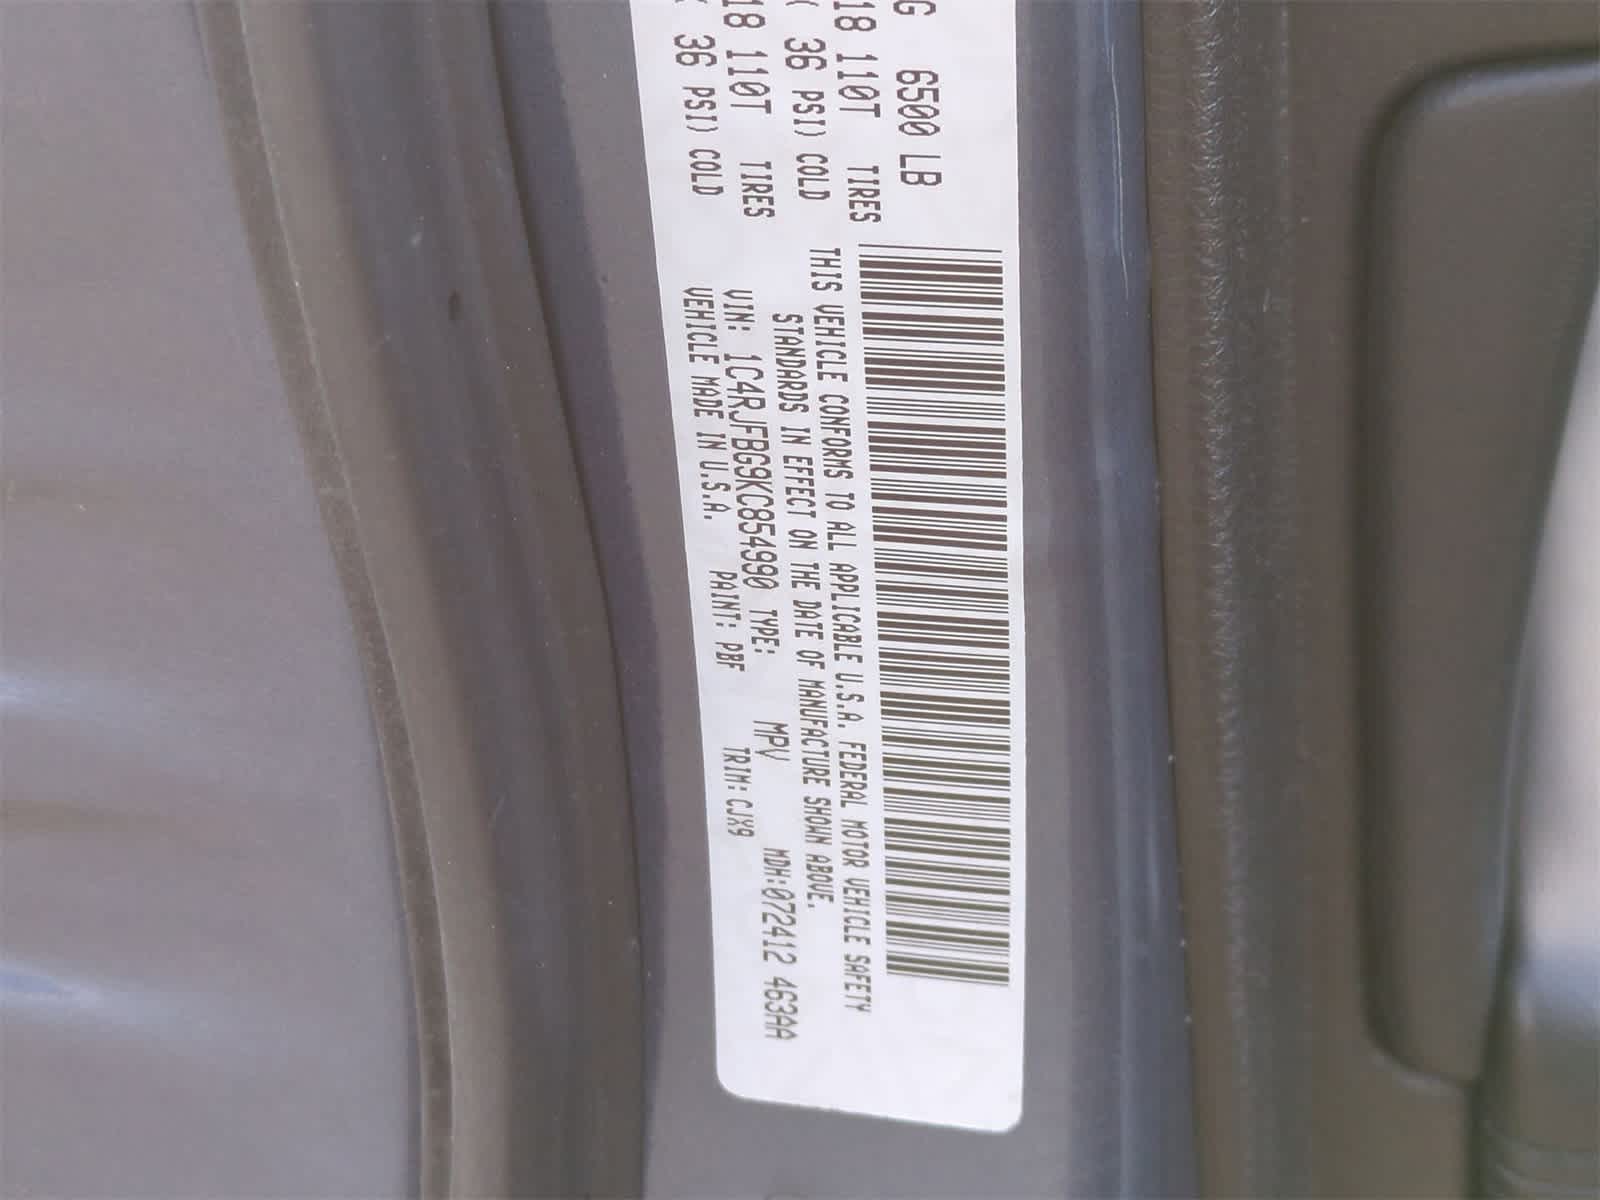 G 6500 LB
18 110T TIRES
36 PSI) COLD
18 110T TIRES
36 PSI) COLD
THIS VEHICLE CONFORMS TO ALL APPLICABLE U.S.A. FEDERAL MOTOR VEHICLE SAFETY
STANDARDS IN EFFECT ON THE DATE OF MANUFACTURE SHOWN ABOVE.
VIN: 1C4RJFBG9KC854990 TYPE: MPV MDH:072412 463AA
VEHICLE MADE IN U.S.A. PAINT: PBF TRIM: CJX9